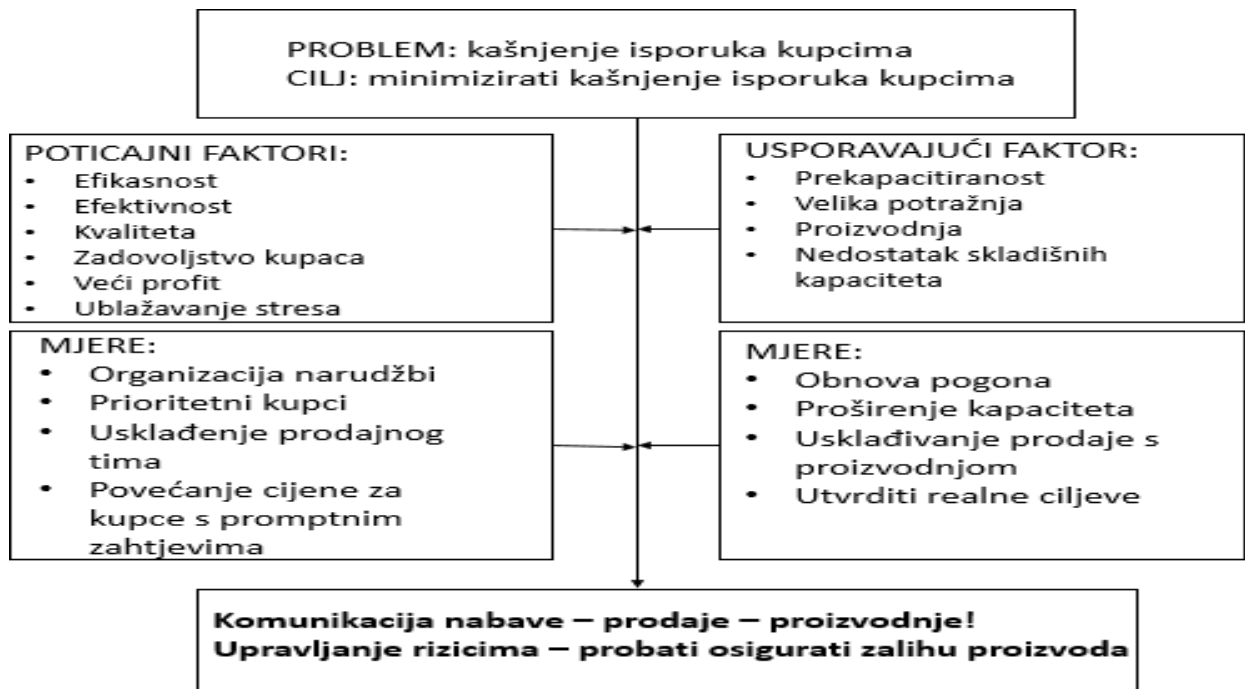 PROBLEM: kašnjenje isporuka kupcima
CILJ: minimizirati kašnjenje isporuka kupcima
POTICAJNI FAKTORI:
• Efikasnost
• Efektivnost
• Kvaliteta
• Zadovoljstvo kupaca
• Veći profit
• Ublažavanje stresa
USPORAVAJUĆI FAKTOR:
• Prekapacitiranost
• Velika potražnja
• Proizvodnja
• Nedostatak skladišnih
kapaciteta
MJERE:
• Organizacija narudžbi
• Prioritetni kupci
• Usklađenje prodajnog
tima
• Povećanje cijene za
kupce s promptnim
zahtjevima
MJERE:
• Obnova pogona
• Proširenje kapaciteta
• Usklađivanje prodaje s
proizvodnjom
• Utvrditi realne ciljeve
Komunikacija nabave – prodaje – proizvodnje!
Upravljanje rizicima – probati osigurati zalihu proizvoda